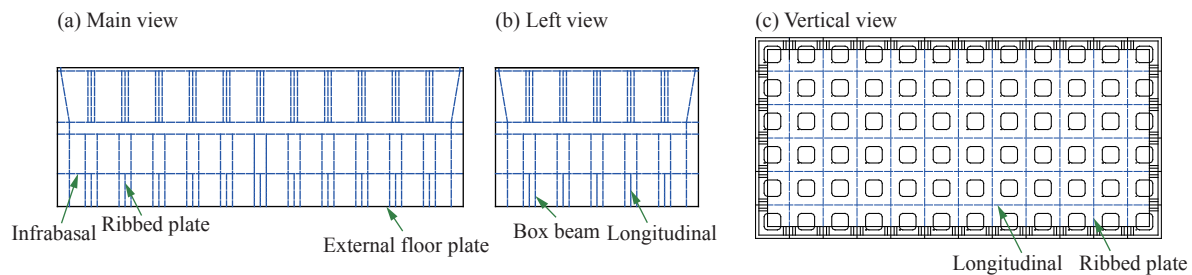 (a) Main view
(b) Left view
(c) Vertical view
Infrabasal
Ribbed plate
External floor plate
Box beam
Longitudinal
Longitudinal
Ribbed plate